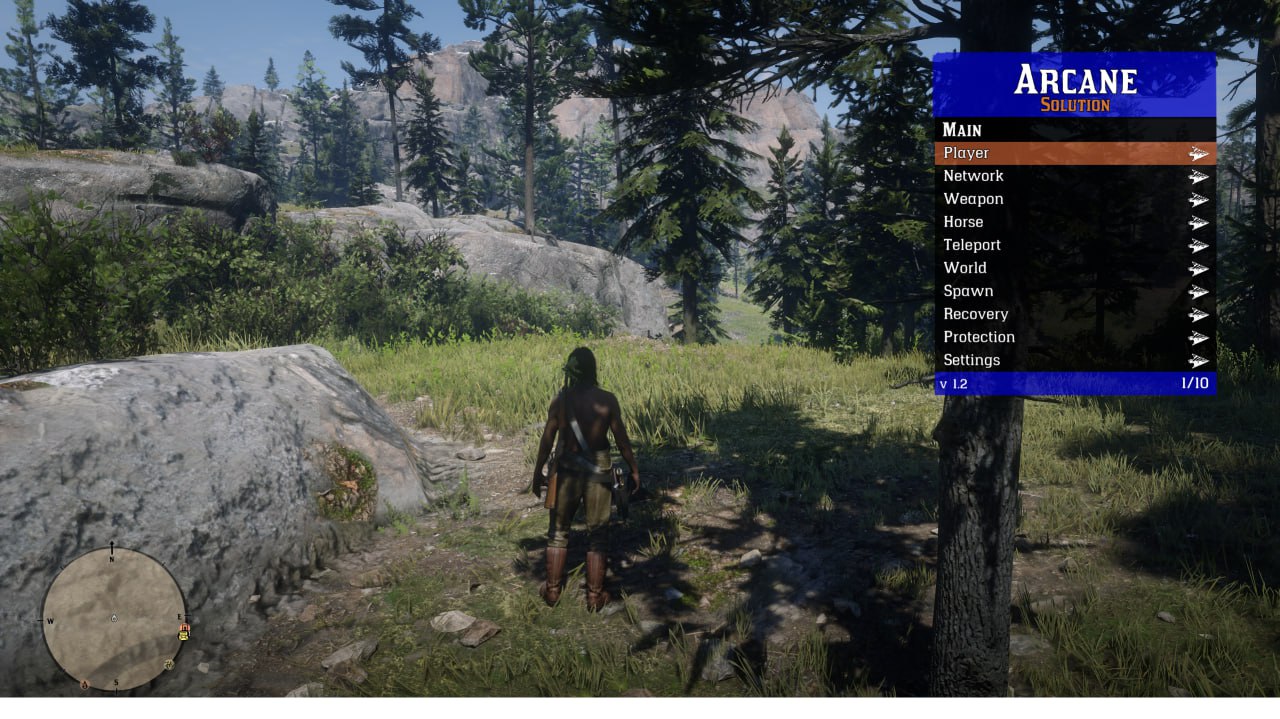 ARCANE
SOLUTION
MAIN
Player
Network
Weapon
Horse
Teleport
World
Spawn
Recovery
Protection
Settings
v 1.2 1/10
N
W E
S